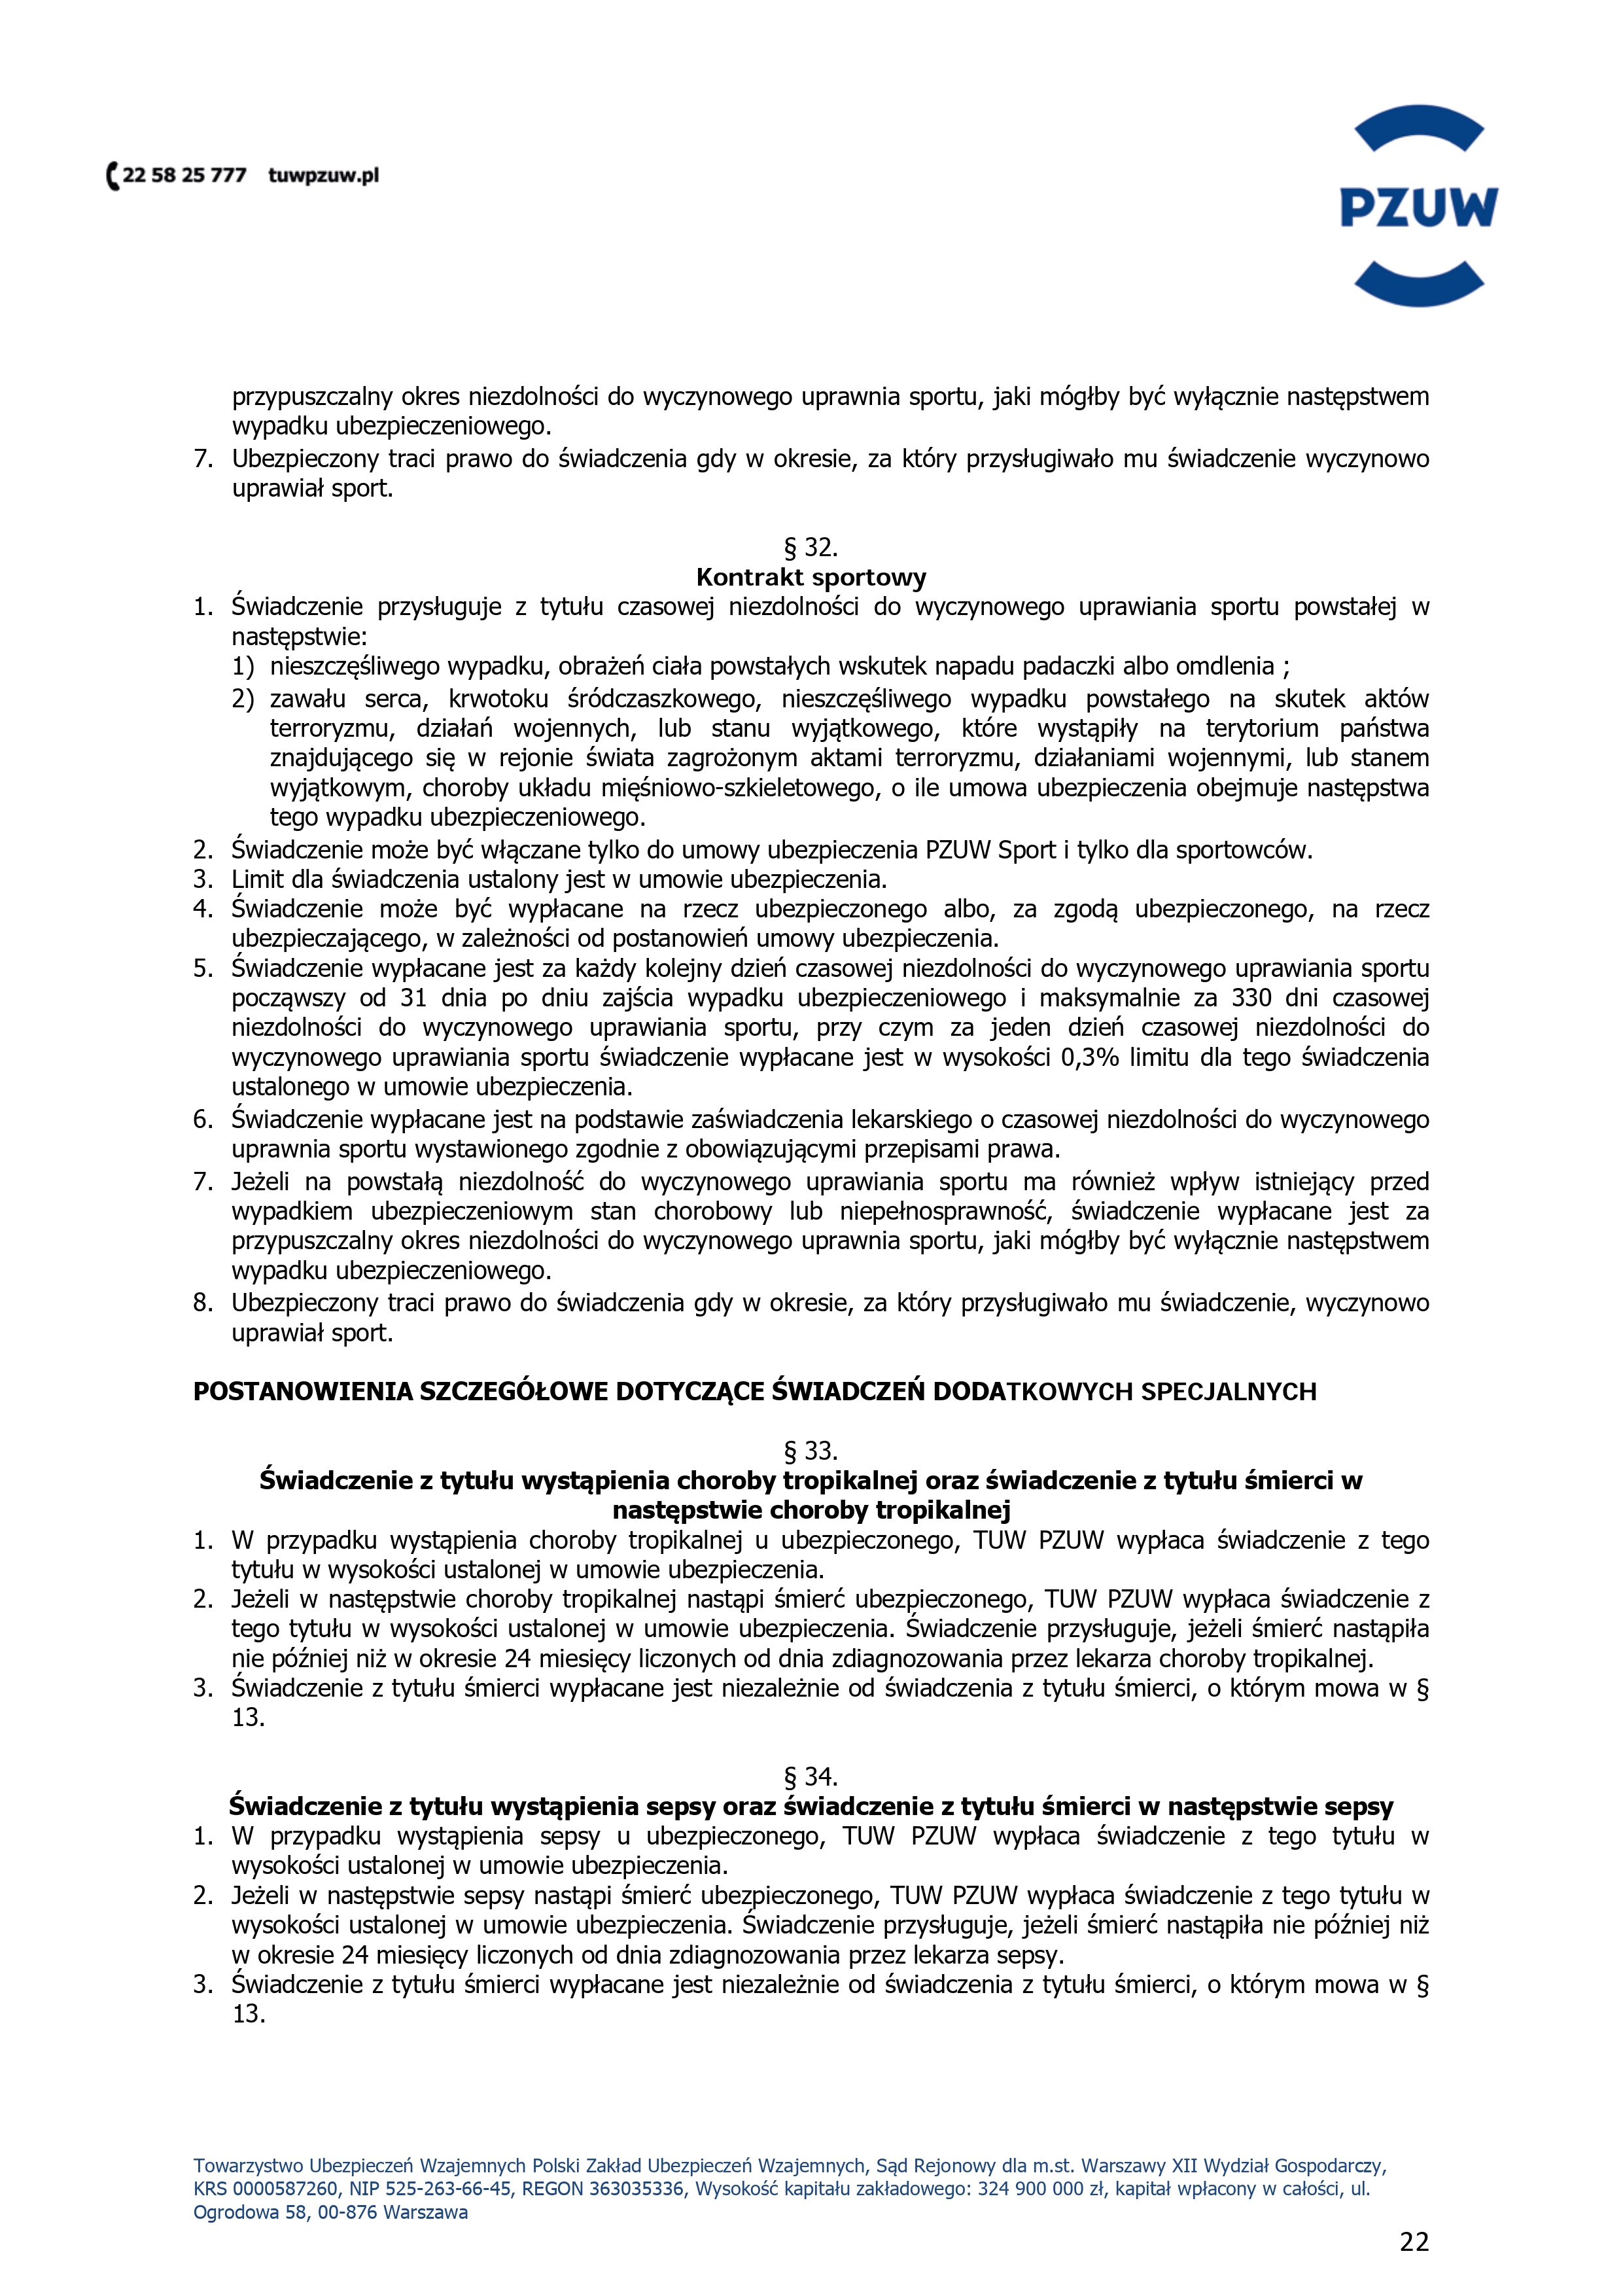 22 58 25 777 tuwpzuw.pl
PZUW
przypuszczalny okres niezdolności do wyczynowego uprawnia sportu, jaki mógłby być wyłącznie następstwem
wypadku ubezpieczeniowego.
7. Ubezpieczony traci prawo do świadczenia gdy w okresie, za który przysługiwało mu świadczenie wyczynowo
uprawiał sport.
§ 32.
Kontrakt sportowy
1. Świadczenie przysługuje z tytułu czasowej niezdolności do wyczynowego uprawiania sportu powstałej w
następstwie:
1) nieszczęśliwego wypadku, obrażeń ciała powstałych wskutek napadu padaczki albo omdlenia ;
2) zawału serca, krwotoku śródczaszkowego, nieszczęśliwego wypadku powstałego na skutek aktów
terroryzmu, działań wojennych, lub stanu wyjątkowego, które wystąpiły na terytorium państwa
znajdującego się w rejonie świata zagrożonym aktami terroryzmu, działaniami wojennymi, lub stanem
wyjątkowym, choroby układu mięśniowo-szkieletowego, o ile umowa ubezpieczenia obejmuje następstwa
tego wypadku ubezpieczeniowego.
2. Świadczenie może być włączane tylko do umowy ubezpieczenia PZUW Sport i tylko dla sportowców.
3. Limit dla świadczenia ustalony jest w umowie ubezpieczenia.
4. Świadczenie może być wypłacane na rzecz ubezpieczonego albo, za zgodą ubezpieczonego, na rzecz
ubezpieczającego, w zależności od postanowień umowy ubezpieczenia.
5. Świadczenie wypłacane jest za każdy kolejny dzień czasowej niezdolności do wyczynowego uprawiania sportu
począwszy od 31 dnia po dniu zajścia wypadku ubezpieczeniowego i maksymalnie za 330 dni czasowej
niezdolności do wyczynowego uprawiania sportu, przy czym za jeden dzień czasowej niezdolności do
wyczynowego uprawiania sportu świadczenie wypłacane jest w wysokości 0,3% limitu dla tego świadczenia
ustalonego w umowie ubezpieczenia.
6. Świadczenie wypłacane jest na podstawie zaświadczenia lekarskiego o czasowej niezdolności do wyczynowego
uprawnia sportu wystawionego zgodnie z obowiązującymi przepisami prawa.
7. Jeżeli na powstałą niezdolność do wyczynowego uprawiania sportu ma również wpływ istniejący przed
wypadkiem ubezpieczeniowym stan chorobowy lub niepełnosprawność, świadczenie wypłacane jest za
przypuszczalny okres niezdolności do wyczynowego uprawnia sportu, jaki mógłby być wyłącznie następstwem
wypadku ubezpieczeniowego.
8. Ubezpieczony traci prawo do świadczenia gdy w okresie, za który przysługiwało mu świadczenie, wyczynowo
uprawiał sport.
POSTANOWIENIA SZCZEGÓŁOWE DOTYCZĄCE ŚWIADCZEŃ DODATKOWYCH SPECJALNYCH
§ 33.
Świadczenie z tytułu wystąpienia choroby tropikalnej oraz świadczenie z tytułu śmierci w
następstwie choroby tropikalnej
1. W przypadku wystąpienia choroby tropikalnej u ubezpieczonego, TUW PZUW wypłaca świadczenie z tego
tytułu w wysokości ustalonej w umowie ubezpieczenia.
2. Jeżeli w następstwie choroby tropikalnej nastąpi śmierć ubezpieczonego, TUW PZUW wypłaca świadczenie z
tego tytułu w wysokości ustalonej w umowie ubezpieczenia. Świadczenie przysługuje, jeżeli śmierć nastąpiła
nie później niż w okresie 24 miesięcy liczonych od dnia zdiagnozowania przez lekarza choroby tropikalnej.
3. Świadczenie z tytułu śmierci wypłacane jest niezależnie od świadczenia z tytułu śmierci, o którym mowa w §
13.
§ 34.
Świadczenie z tytułu wystąpienia sepsy oraz świadczenie z tytułu śmierci w następstwie sepsy
1. W przypadku wystąpienia sepsy u ubezpieczonego, TUW PZUW wypłaca świadczenie z tego tytułu w
wysokości ustalonej w umowie ubezpieczenia.
2. Jeżeli w następstwie sepsy nastąpi śmierć ubezpieczonego, TUW PZUW wypłaca świadczenie z tego tytułu w
wysokości ustalonej w umowie ubezpieczenia. Świadczenie przysługuje, jeżeli śmierć nastąpiła nie później niż
w okresie 24 miesięcy liczonych od dnia zdiagnozowania przez lekarza sepsy.
3. Świadczenie z tytułu śmierci wypłacane jest niezależnie od świadczenia z tytułu śmierci, o którym mowa w §
13.
Towarzystwo Ubezpieczeń Wzajemnych Polski Zakład Ubezpieczeń Wzajemnych, Sąd Rejonowy dla m.st. Warszawy XII Wydział Gospodarczy,
KRS 0000587260, NIP 525-263-66-45, REGON 363035336, Wysokość kapitału zakładowego: 324 900 000 zł, kapitał wpłacony w całości, ul.
Ogrodowa 58, 00-876 Warszawa
22